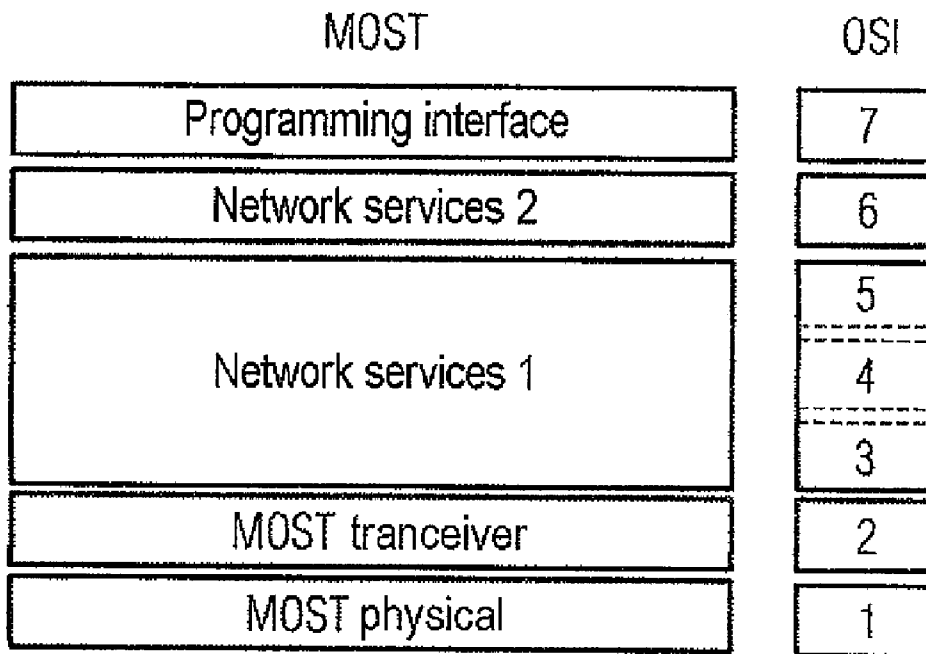 MOST OSI
Programming interface 7
Network services 2 6
5
Network services 1 4
3
MOST tranceiver 2
MOST physical 1